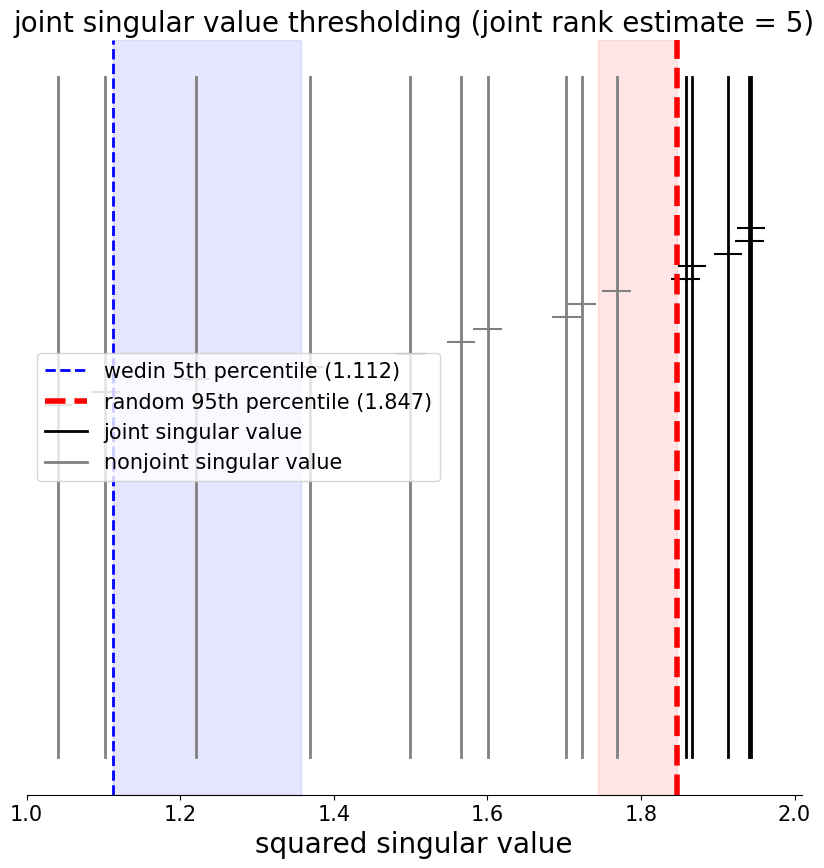 joint singular value thresholding (joint rank estimate = 5)
wedin 5th percentile (1.112)
random 95th percentile (1.847)
joint singular value
nonjoint singular value
1.0 1.2 1.4 1.6 1.8 2.0
squared singular value